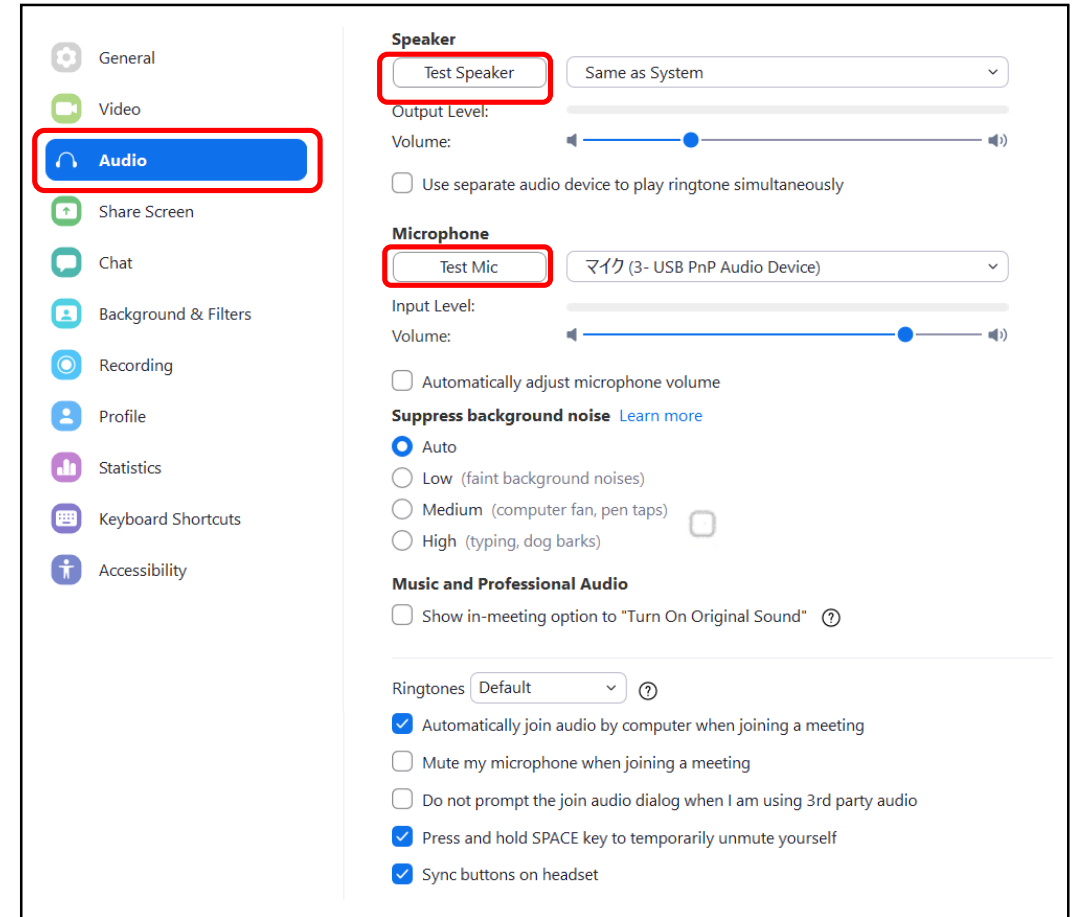 General
Video
Audio
Share Screen
Chat
Background & Filters
Recording
Profile
Statistics
Keyboard Shortcuts
Accessibility
Speaker
Test Speaker Same as System
Output Level:
Volume:
Use separate audio device to play ringtone simultaneously
Microphone
Test Mic マイク (3- USB PnP Audio Device)
Input Level:
Volume:
Automatically adjust microphone volume
Suppress background noise Learn more
Auto
Low (faint background noises)
Medium (computer fan, pen taps)
High (typing, dog barks)
Music and Professional Audio
Show in-meeting option to "Turn On Original Sound" ?
Ringtones Default ?
Automatically join audio by computer when joining a meeting
Mute my microphone when joining a meeting
Do not prompt the join audio dialog when I am using 3rd party audio
Press and hold SPACE key to temporarily unmute yourself
Sync buttons on headset